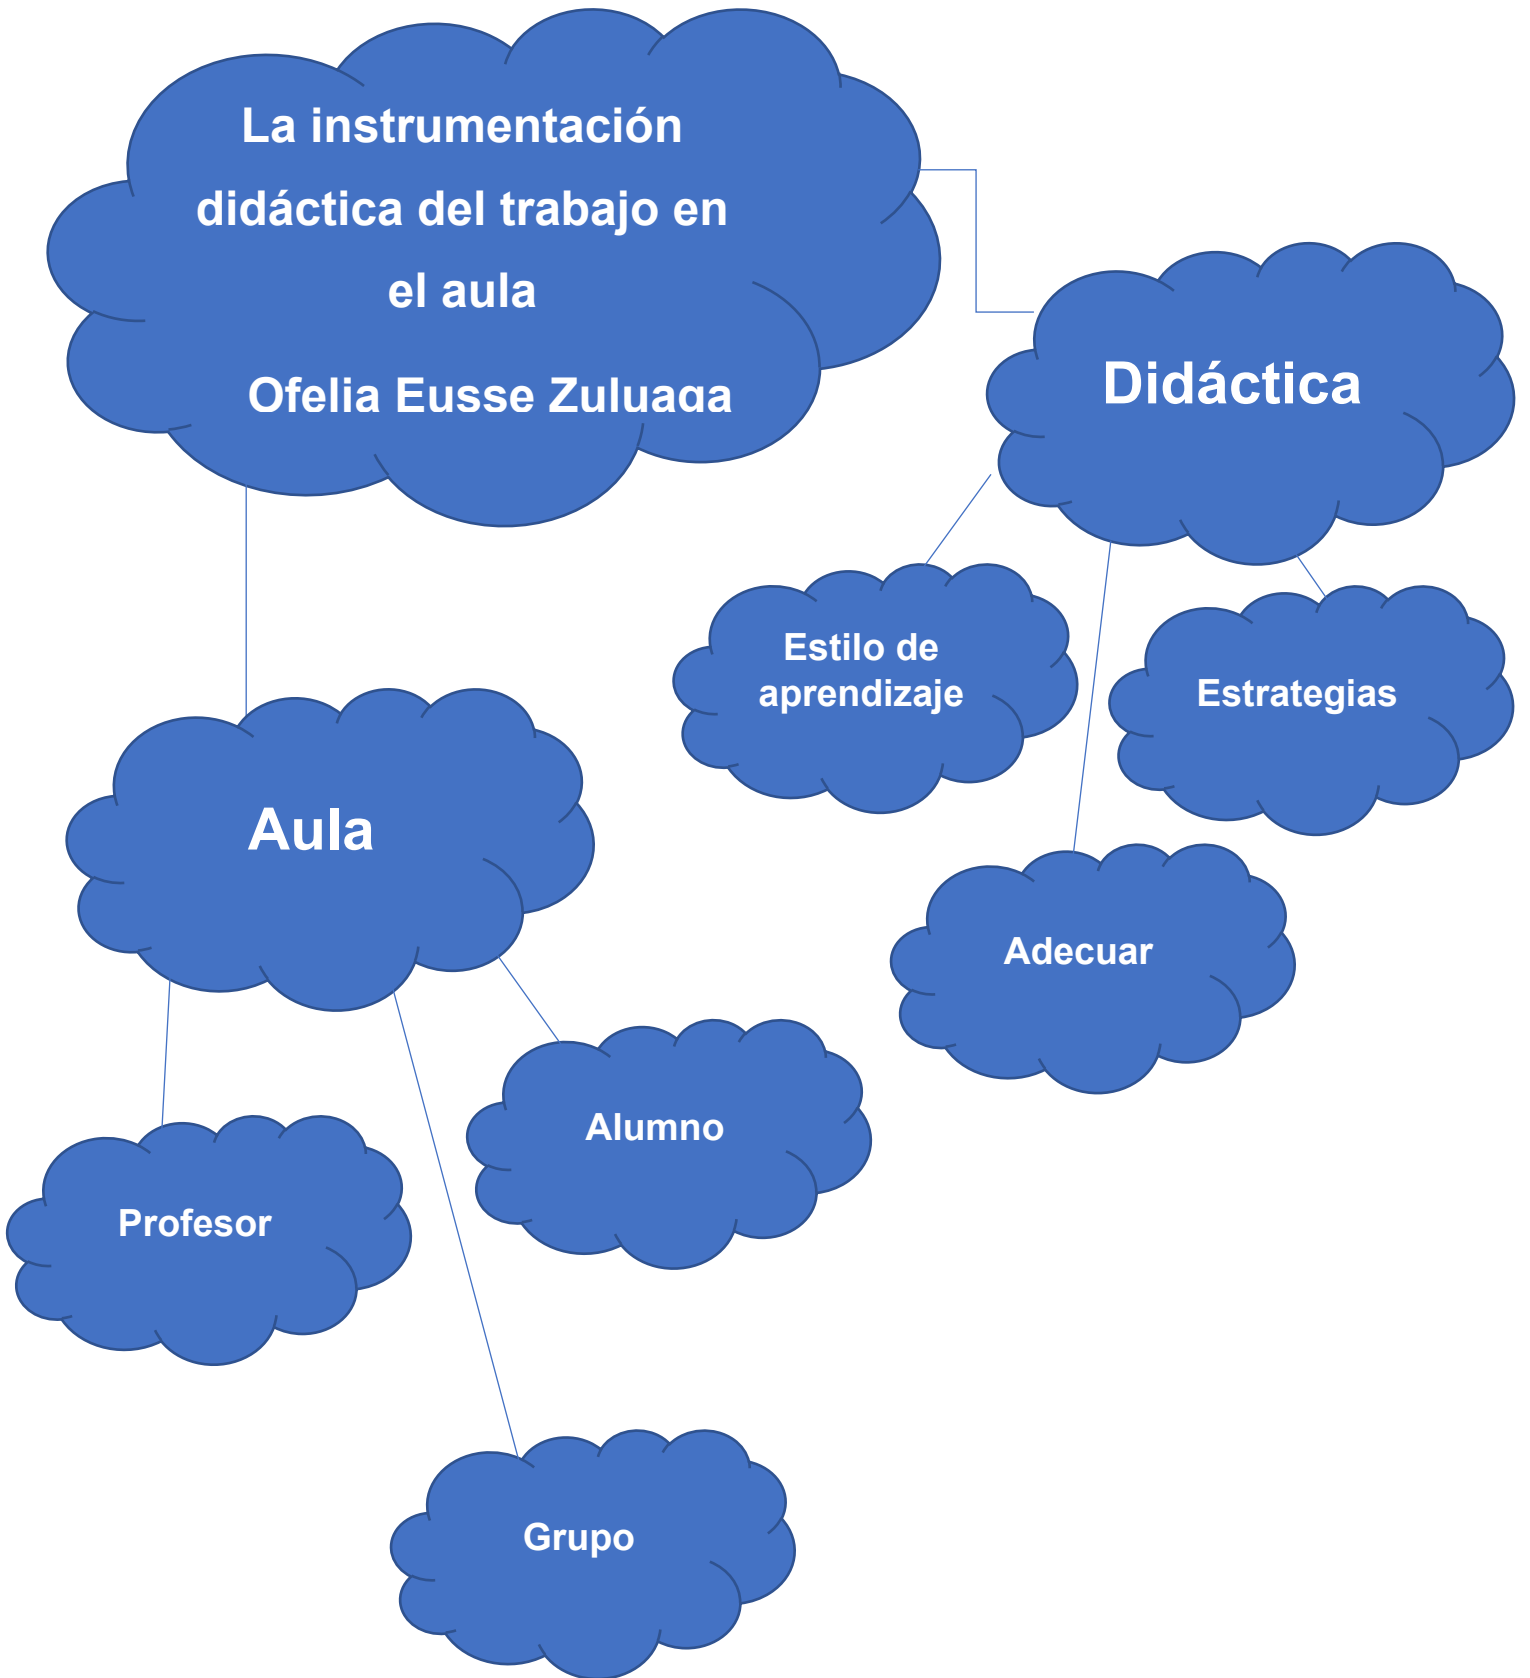 La instrumentación
didáctica del trabajo en
el aula
Ofelia Eusse Zuluaga
Didáctica
Estilo de
aprendizaje
Estrategias
Aula
Adecuar
Alumno
Profesor
Grupo